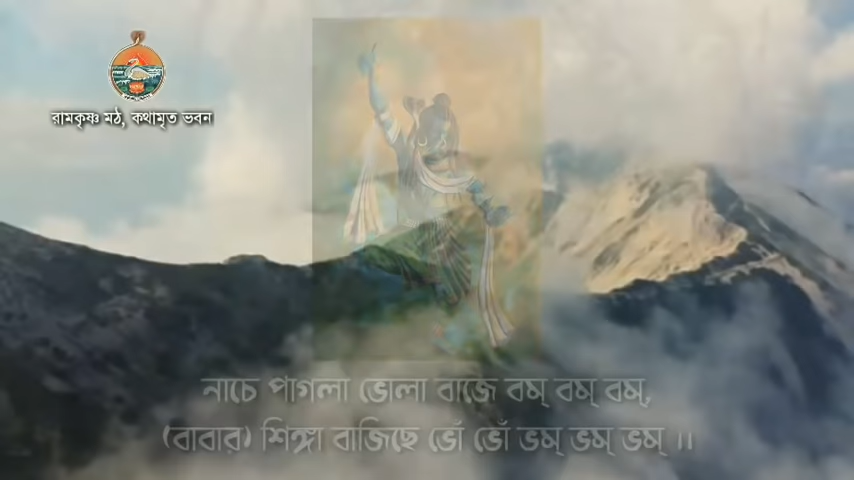 রামকৃষ্ণ মঠ, কথামৃত ভবন
নাচে পাগলা ভোলা বাজে বম্ বম্ বম্,
(বাবার) শিঙ্গা বাজিছে ভোঁ ভোঁ ভম্ ভম্ ভম্ ।।